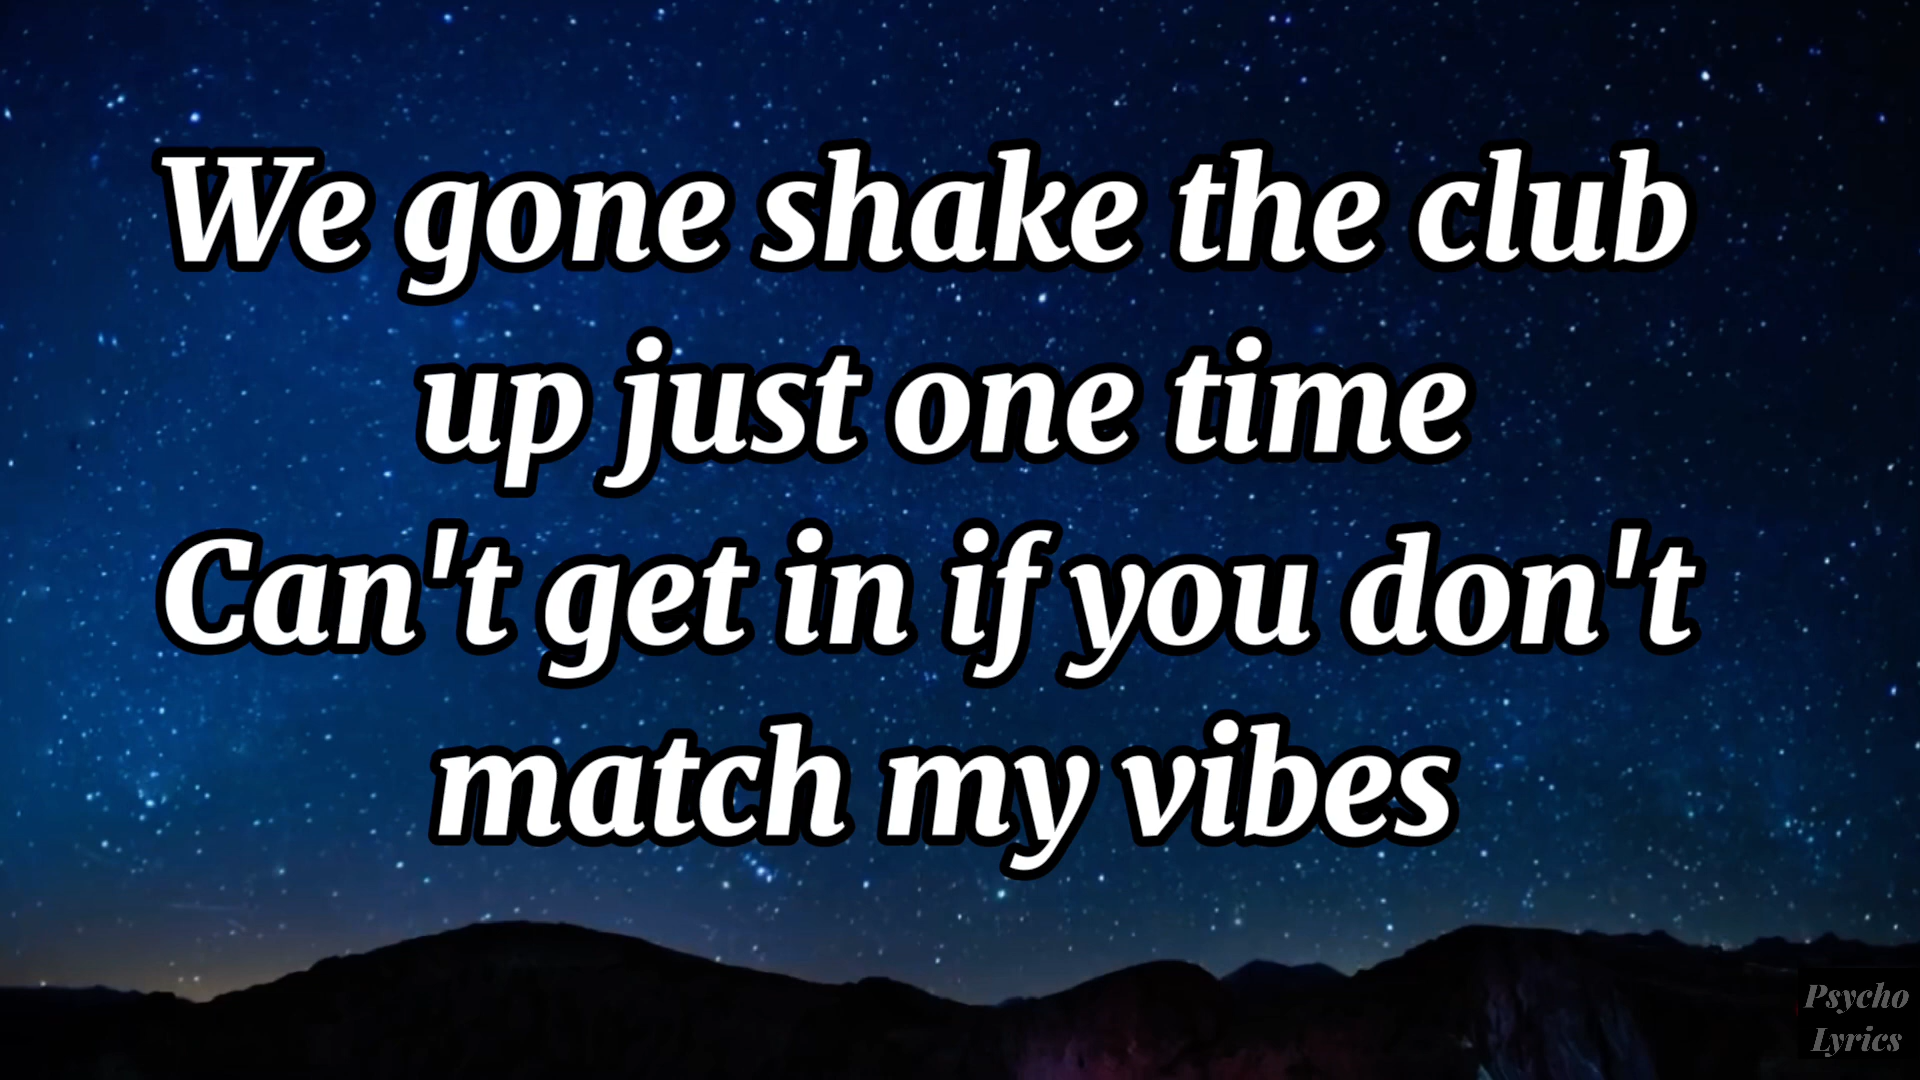 We gone shake the club
up just one time
Can't get in if you don't
match my vibes
Psycho
Lyrics